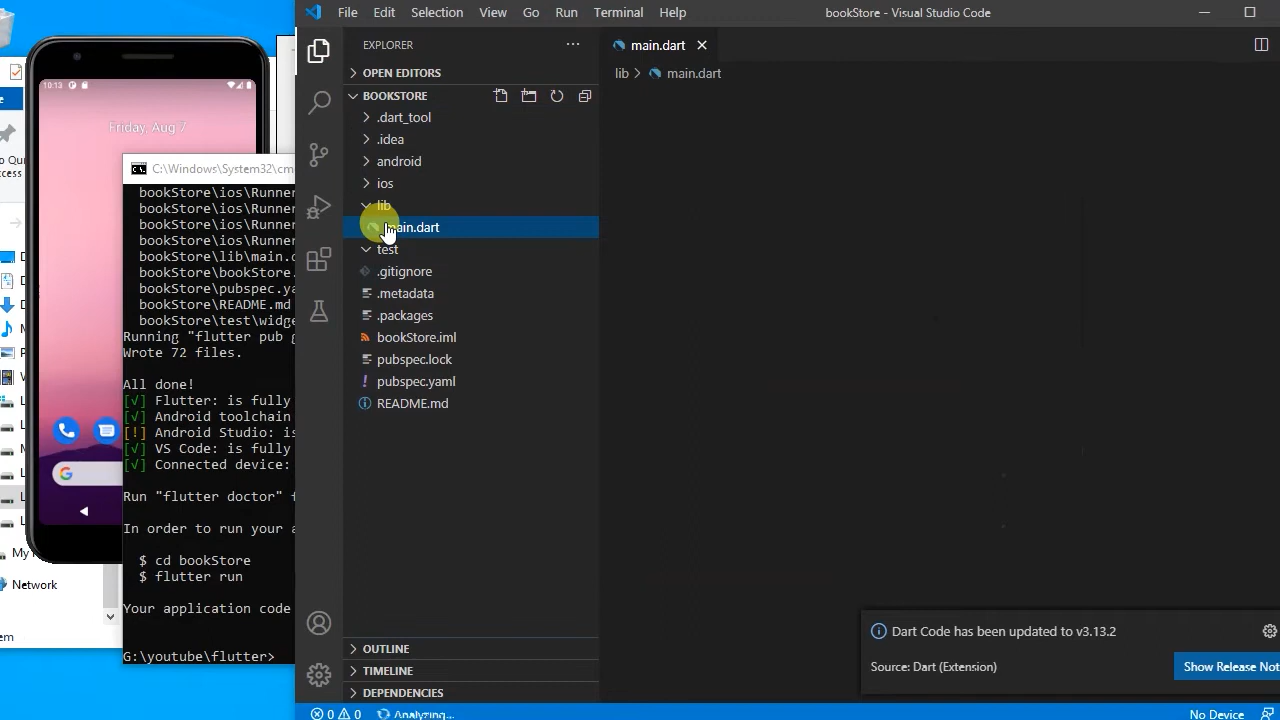 File Edit Selection View Go Run Terminal Help
bookStore - Visual Studio Code
EXPLORER
main.dart
OPEN EDITORS
lib > main.dart
BOOKSTORE
.dart_tool
.idea
android
ios
lib
main.dart
test
.gitignore
.metadata
.packages
bookStore.iml
pubspec.lock
pubspec.yaml
README.md
OUTLINE
TIMELINE
DEPENDENCIES
Dart Code has been updated to v3.13.2
Source: Dart (Extension)
Show Release Not
0 0 Analyzing...
No Device
10:13
Friday, Aug 7
C:\Windows\System32\cm
bookStore\ios\Runner
bookStore\ios\Runner
bookStore\ios\Runner
bookStore\ios\Runner
bookStore\lib\main.d
bookStore\bookStore.
bookStore\pubspec.ya
bookStore\README.md
bookStore\test\widge
Running "flutter pub g
Wrote 72 files.
All done!
[√] Flutter: is fully
[√] Android toolchain
[!] Android Studio: is
[√] VS Code: is fully
[√] Connected device:
Run "flutter doctor" f
In order to run your a
$ cd bookStore
$ flutter run
Your application code
G:\youtube\flutter>
Network